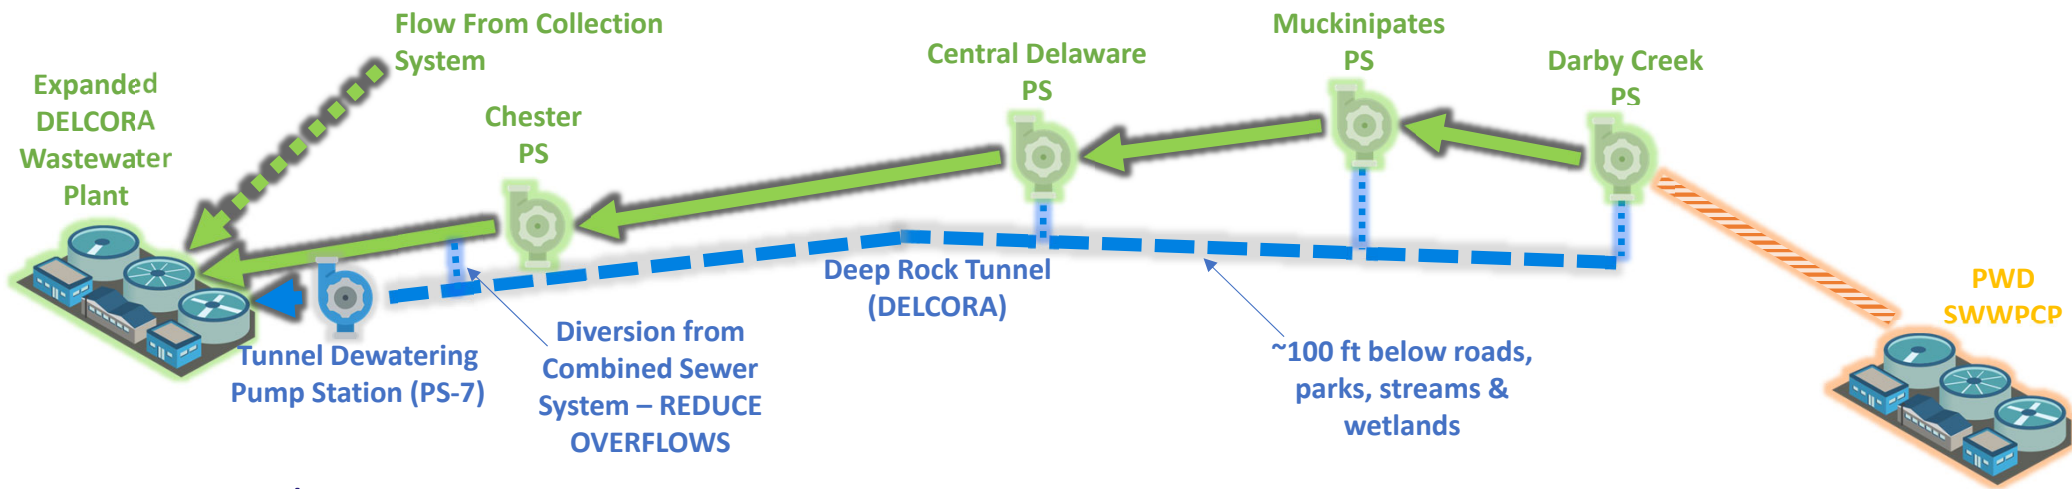 Flow From Collection
System
Expanded
DELCORA
Wastewater
Plant
Chester
PS
Central Delaware
PS
Muckinipates
PS
Darby Creek
PS
Deep Rock Tunnel
(DELCORA)
Tunnel Dewatering
Pump Station (PS-7)
Diversion from
Combined Sewer
System – REDUCE
OVERFLOWS
~100 ft below roads,
parks, streams &
wetlands
PWD
SWWPCP